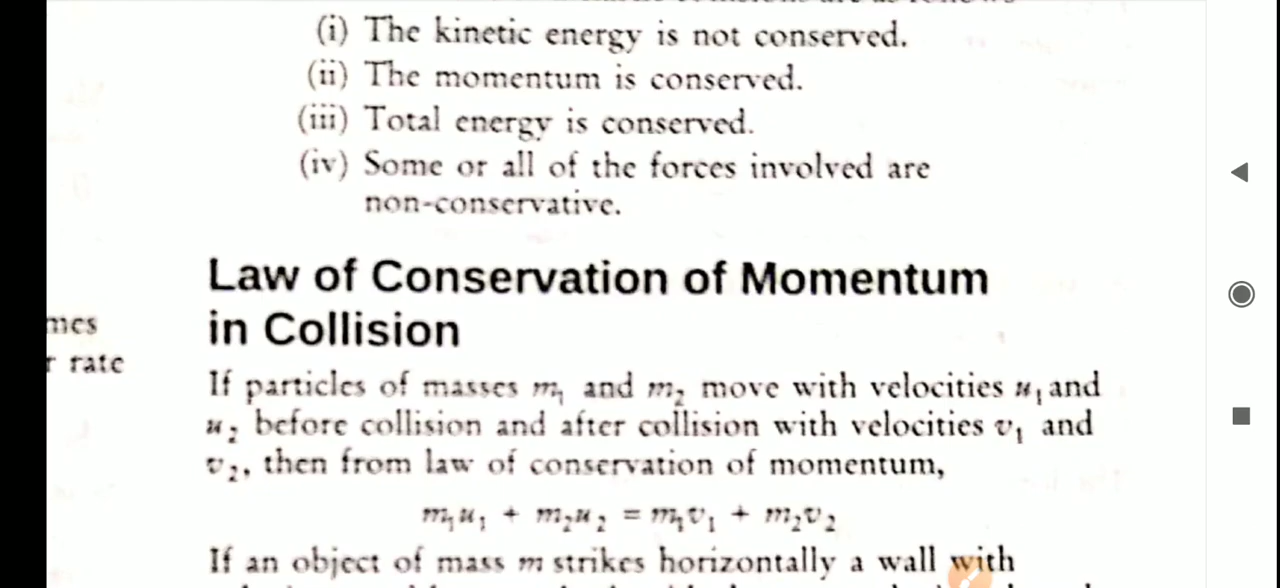 (i) The kinetic energy is not conserved.
(ii) The momentum is conserved.
(iii) Total energy is conserved.
(iv) Some or all of the forces involved are
non-conservative.
Law of Conservation of Momentum
in Collision
mes
r rate
If particles of masses m₁ and m₂ move with velocities u₁ and
u₂ before collision and after collision with velocities v₁ and
v₂, then from law of conservation of momentum,
m₁u₁ + m₂u₂ = m₁v₁ + m₂v₂
If an object of mass m strikes horizontally a wall with